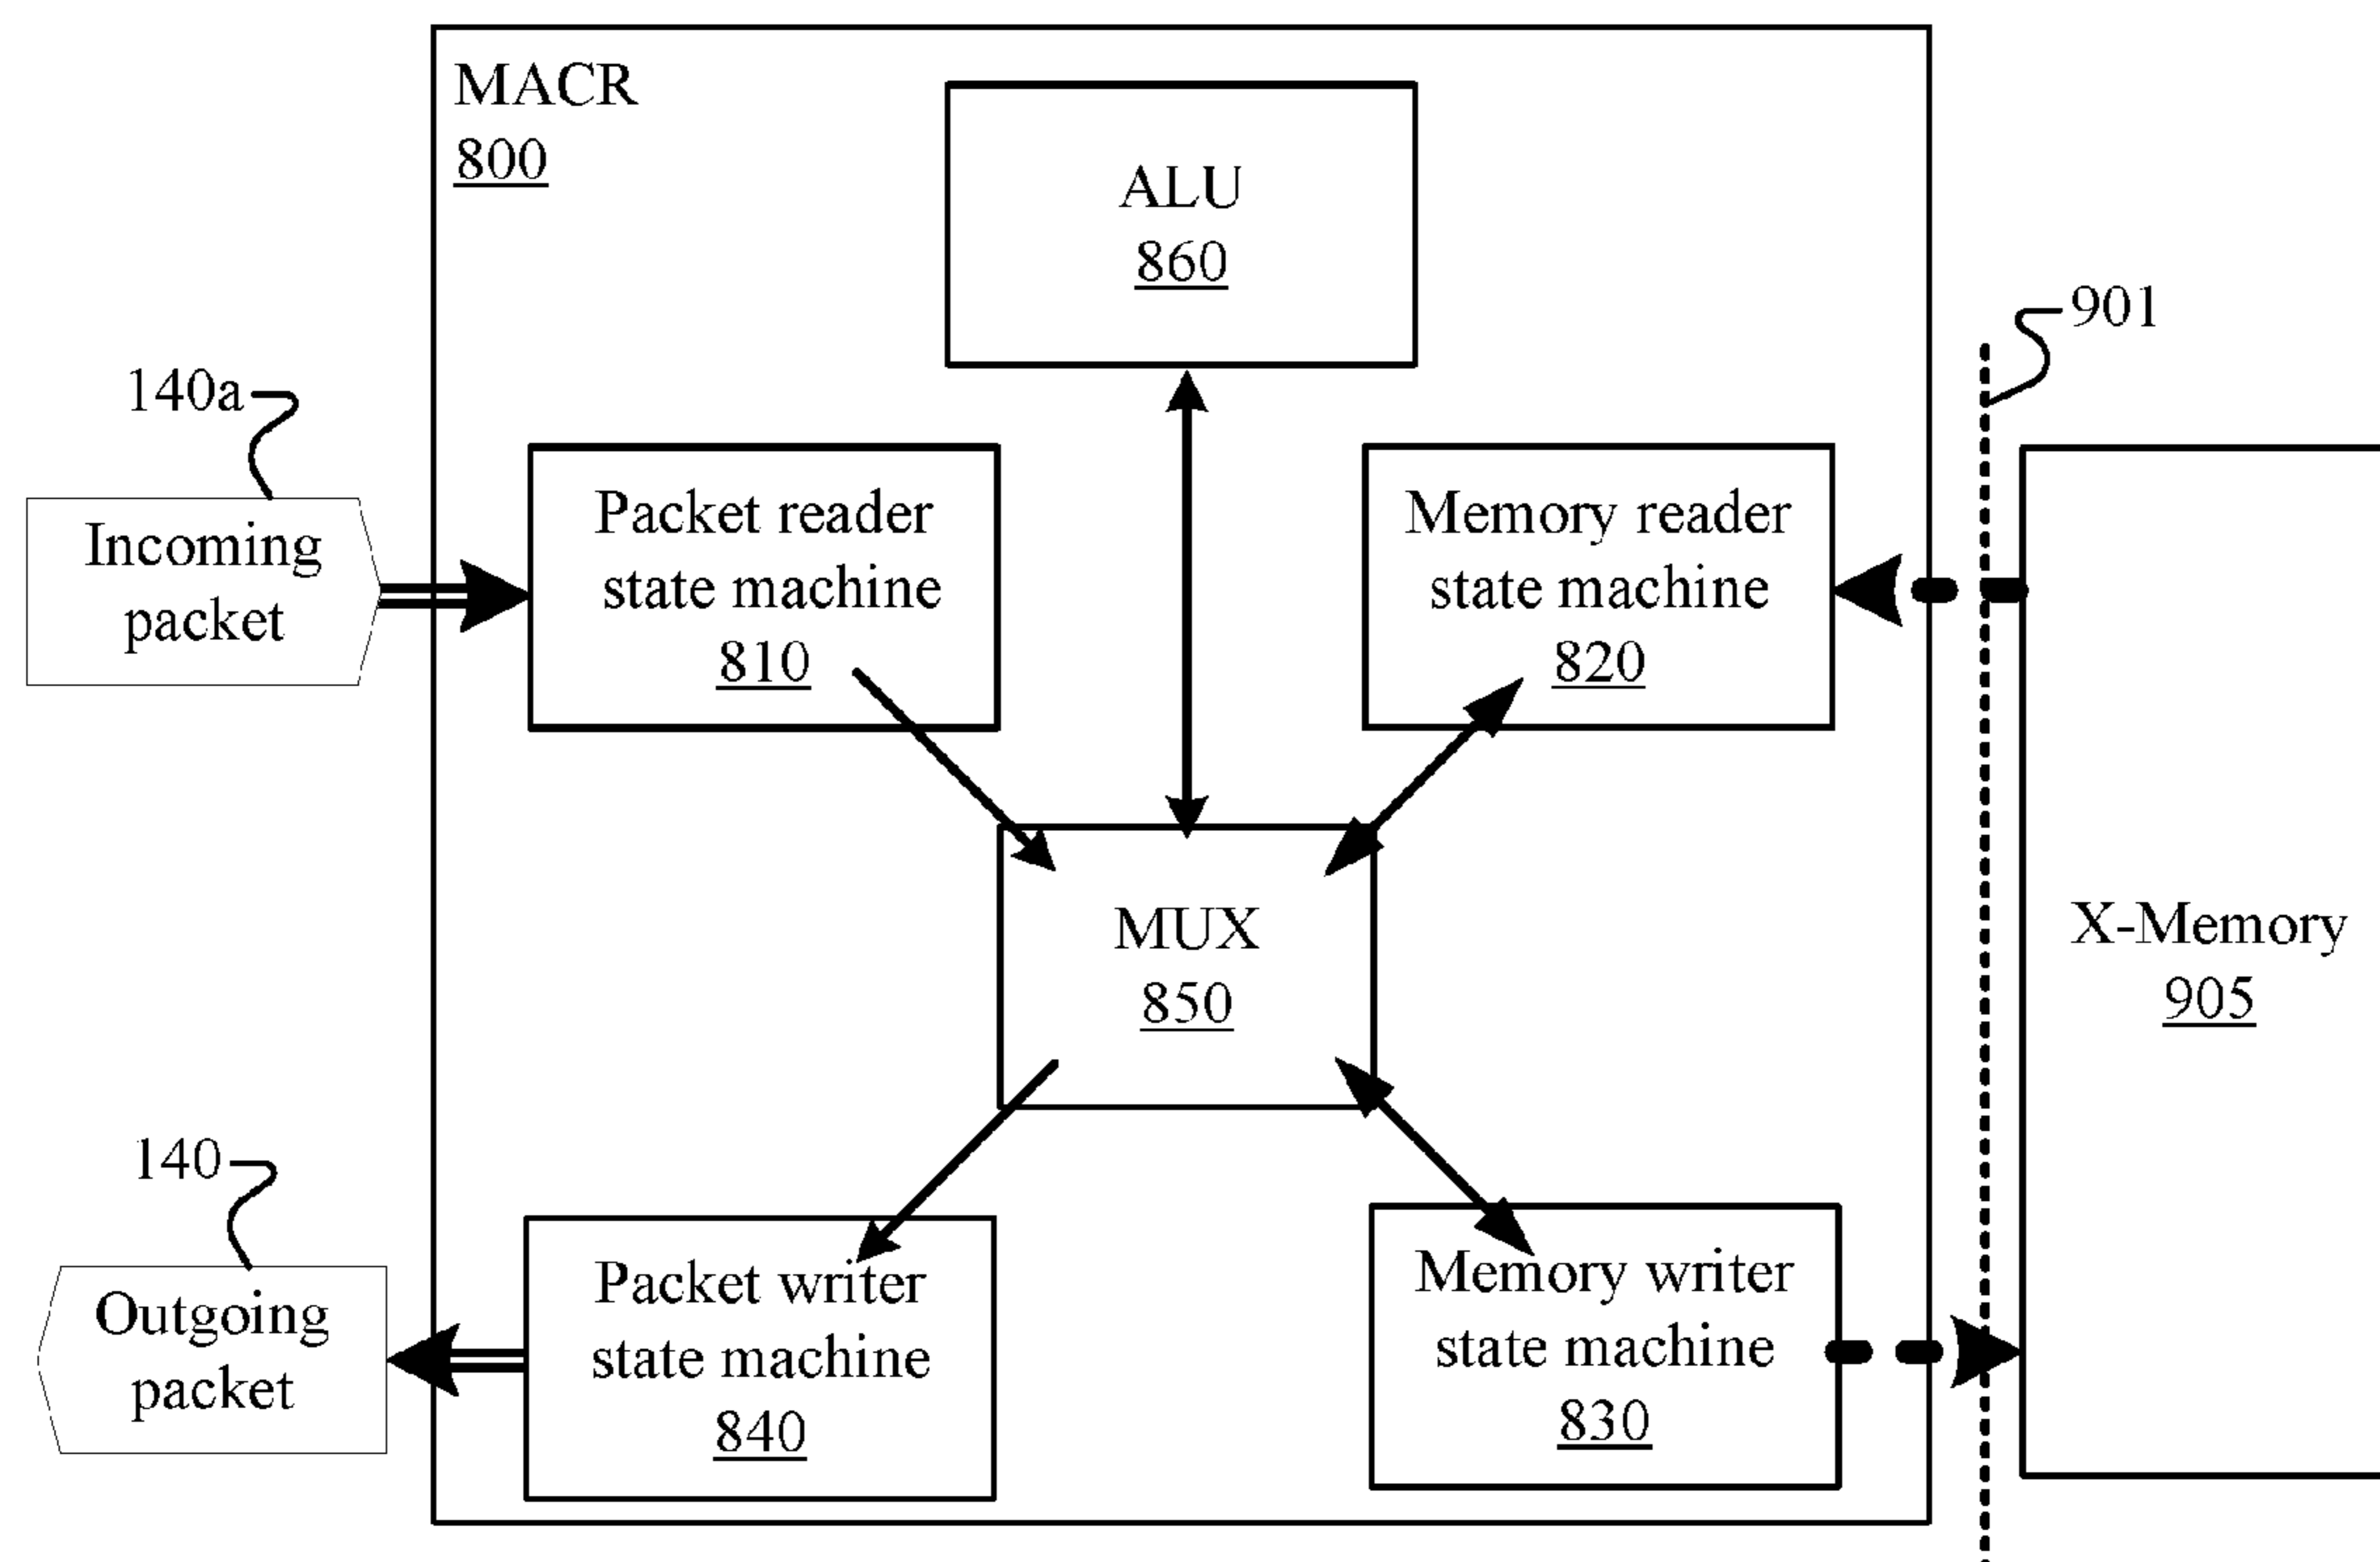 MACR
800
ALU
860
901
140a
Incoming
packet
Packet reader
state machine
810
Memory reader
state machine
820
MUX
850
X-Memory
905
140
Outgoing
packet
Packet writer
state machine
840
Memory writer
state machine
830